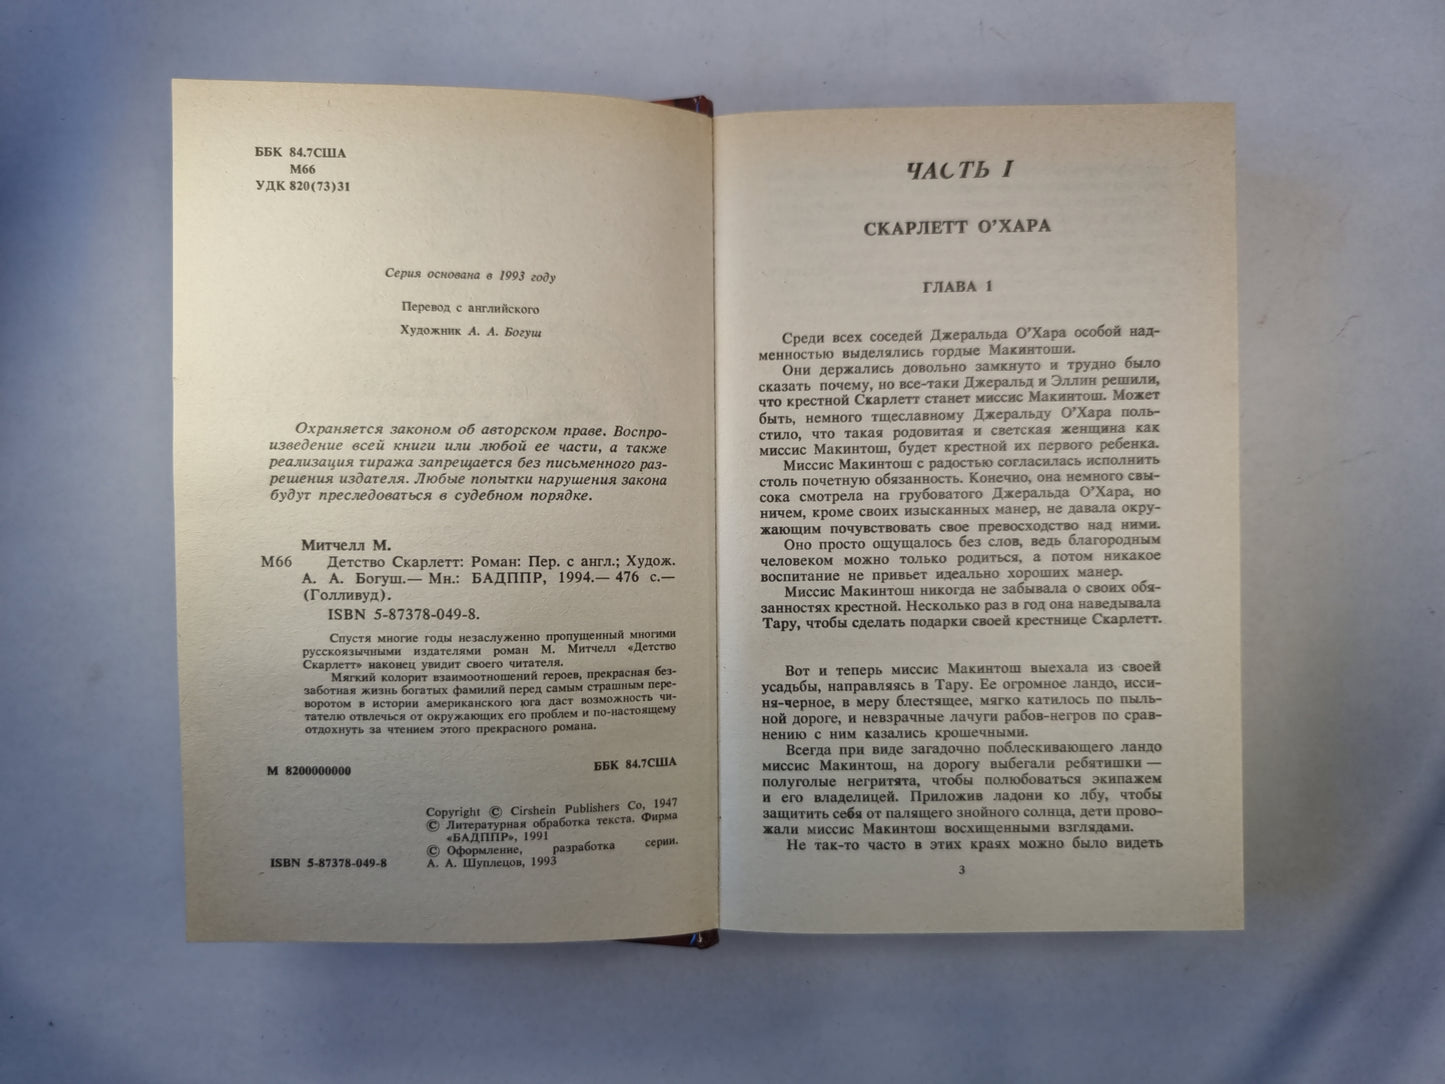 ББК 84.7США
М66
УДК 820(73)31
Серия основана в 1993 году
Перевод с английского
Художник А. А. Богуш
Охраняется законом об авторском праве. Воспро-
изведение всей книги или любой ее части, а также
реализация тиража запрещается без письменного раз-
решения издателя. Любые попытки нарушения закона
будут преследоваться в судебном порядке.
Митчелл М.
М66 Детство Скарлетт: Роман: Пер. с англ.; Худож.
А. А. Богуш.— Мн.: БАДППР, 1994.— 476 с.—
(Голливуд).
ISBN 5-87378-049-8.
Спустя многие годы незаслуженно пропущенный многими
русскоязычными издателями роман М. Митчелл «Детство
Скарлетт» наконец увидит своего читателя.
Мягкий колорит взаимоотношений героев, прекрасная без-
заботная жизнь богатых фамилий перед самым страшным пере-
воротом в истории американского юга даст возможность чи-
тателю отвлечься от окружающих его проблем и по-настоящему
отдохнуть за чтением этого прекрасного романа.
М 8200000000
ББК 84.7США
Copyright © Cirshein Publishers Co, 1947
© Литературная обработка текста. Фирма
«БАДППР», 1991
© Оформление, разработка серии.
А. А. Шуплецов, 1993
ISBN 5-87378-049-8
ЧАСТЬ I
СКАРЛЕТТ О’ХАРА
ГЛАВА 1
Среди всех соседей Джеральда О’Хара особой над-
менностью выделялись гордые Макинтоши.
Они держались довольно замкнуто и трудно было
сказать почему, но все-таки Джеральд и Эллин решили,
что крестной Скарлетт станет миссис Макинтош. Может
быть, немного тщеславному Джеральду О’Хара поль-
стило, что такая родовитая и светская женщина как
миссис Макинтош, будет крестной их первого ребенка.
Миссис Макинтош с радостью согласилась исполнить
столь почетную обязанность. Конечно, она немного свы-
сока смотрела на грубоватого Джеральда О’Хара, но
ничем, кроме своих изысканных манер, не давала окру-
жающим почувствовать свое превосходство над ними.
Оно просто ощущалось без слов, ведь благородным
человеком можно только родиться, а потом никакое
воспитание не привьет идеально хороших манер.
Миссис Макинтош никогда не забывала о своих обя-
занностях крестной. Несколько раз в год она наведывала
Тару, чтобы сделать подарки своей крестнице Скарлетт.
Вот и теперь миссис Макинтош выехала из своей
усадьбы, направляясь в Тару. Ее огромное ландо, исси-
ня-черное, в меру блестящее, мягко катилось по пыль-
ной дороге, и невзрачные лачуги рабов-негров по срав-
нению с ним казались крошечными.
Всегда при виде загадочно поблескивающего ландо
миссис Макинтош, на дорогу выбегали ребятишки —
полуголые негритята, чтобы полюбоваться экипажем
и его владелицей. Приложив ладони ко лбу, чтобы
защитить себя от палящего знойного солнца, дети прово-
жали миссис Макинтош восхищенными взглядами.
Не так-то часто в этих краях можно было видеть
3